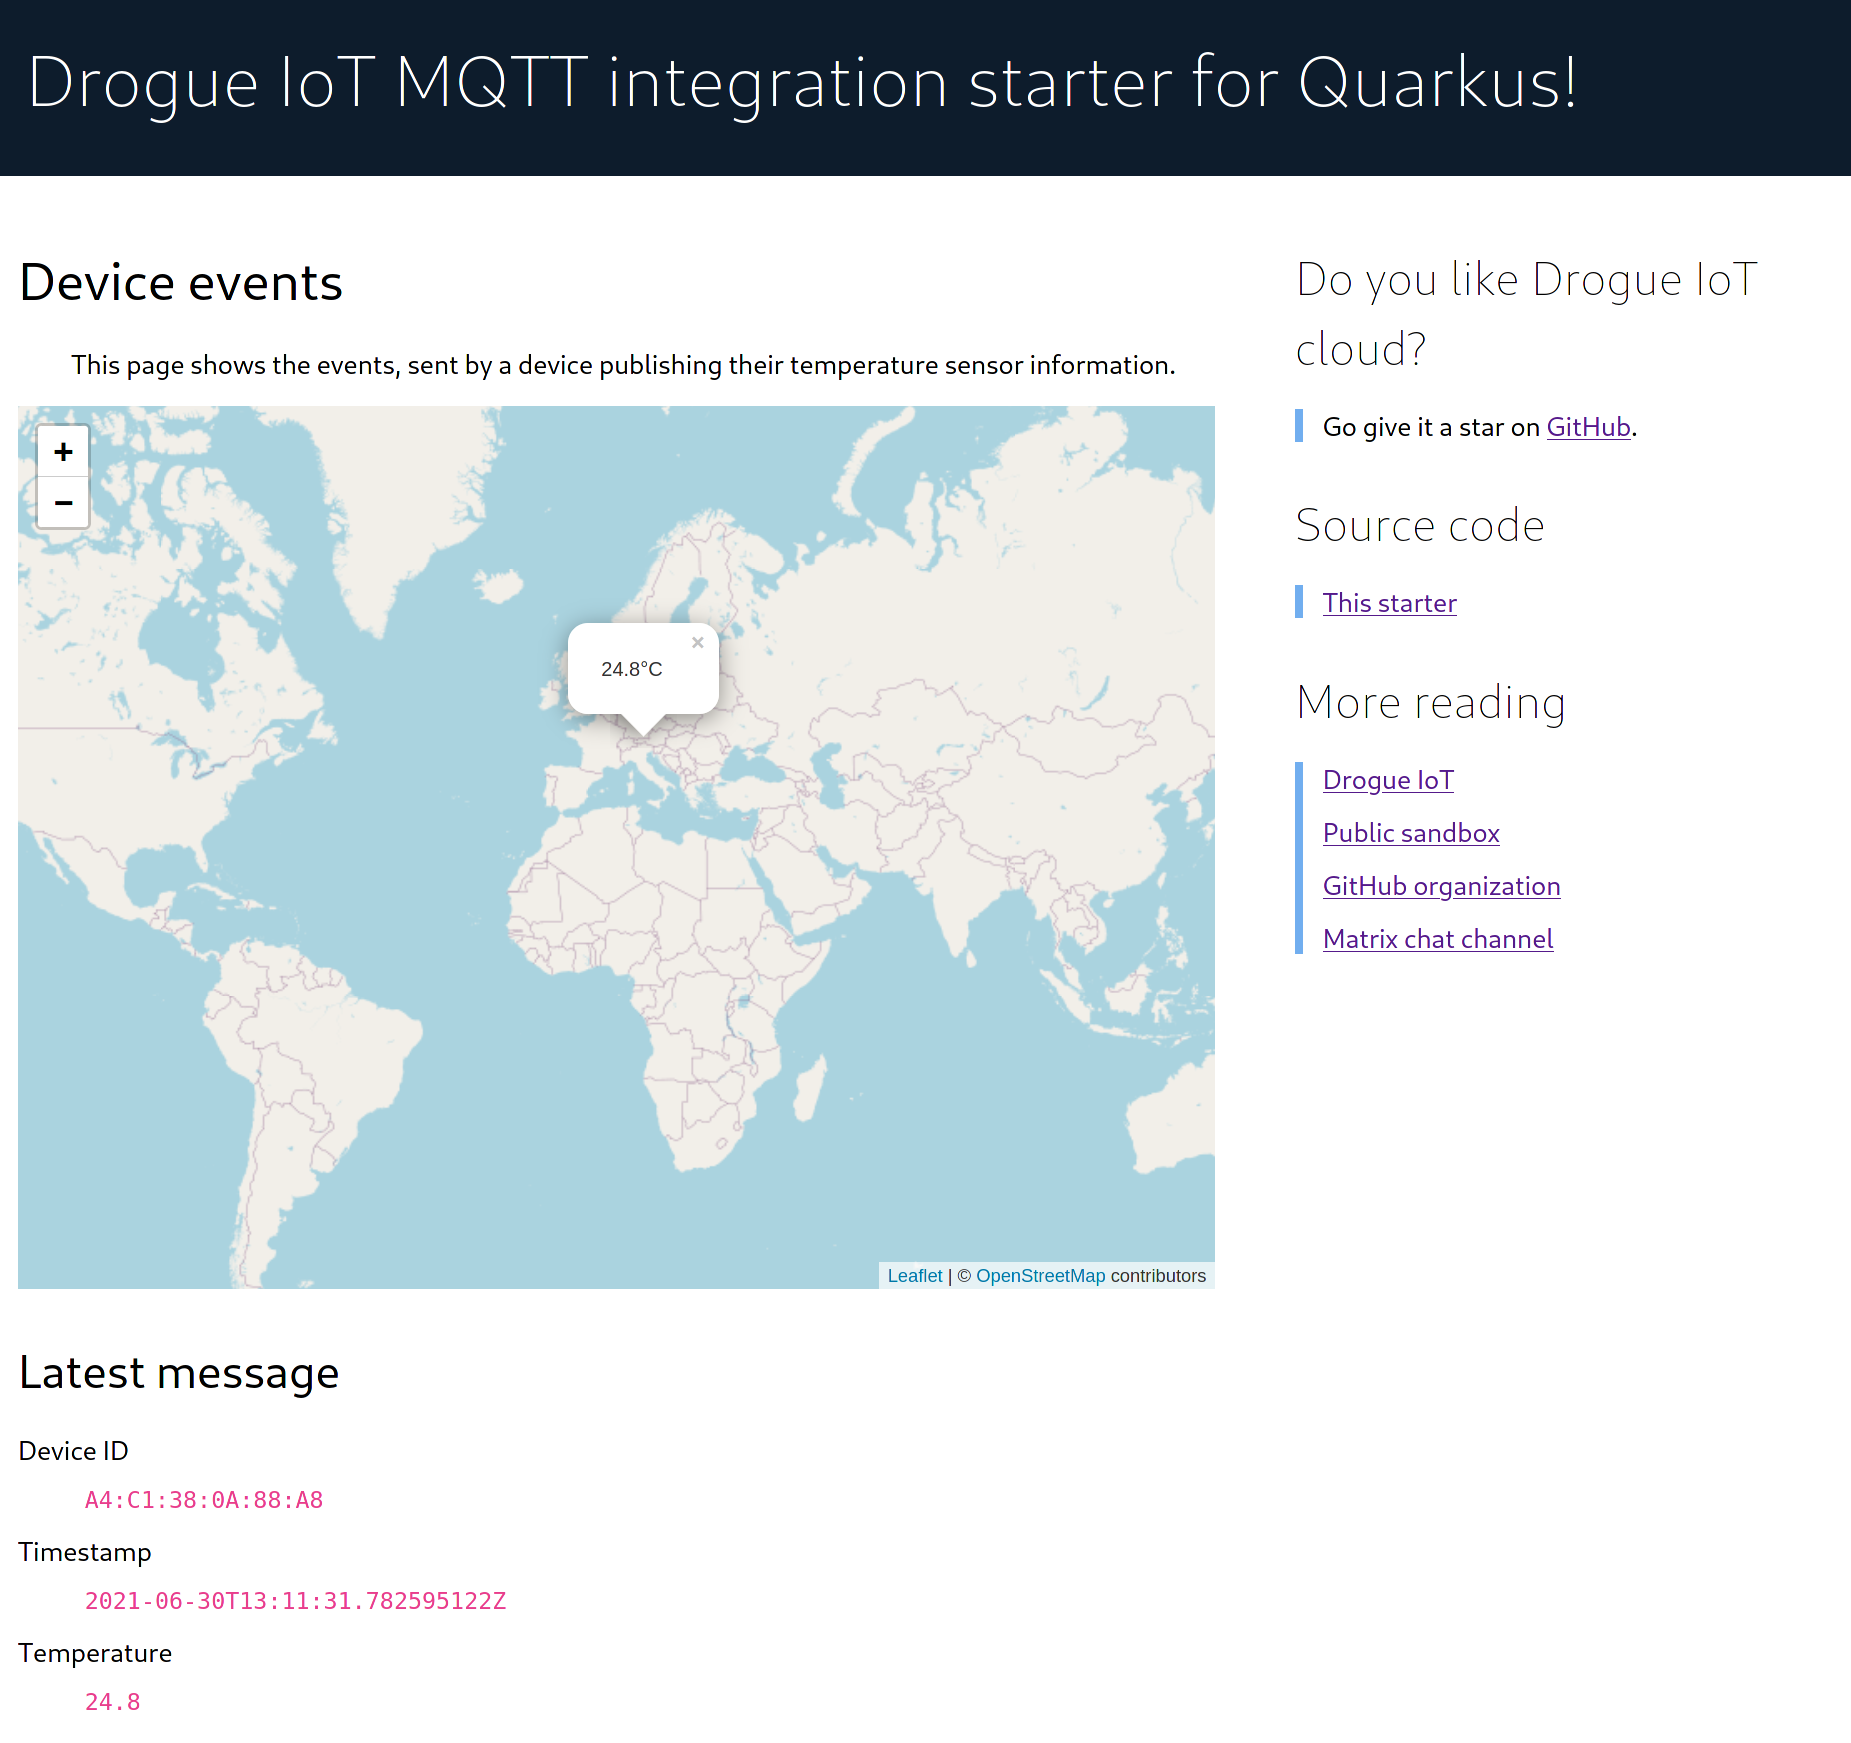 Drogue IoT MQTT integration starter for Quarkus!
Device events
This page shows the events, sent by a device publishing their temperature sensor information.
+
−
×
24.8°C
Leaflet | © OpenStreetMap contributors
Latest message
Device ID
A4:C1:38:0A:88:A8
Timestamp
2021-06-30T13:11:31.782595122Z
Temperature
24.8
Do you like Drogue IoT
cloud?
Go give it a star on GitHub.
Source code
This starter
More reading
Drogue IoT
Public sandbox
GitHub organization
Matrix chat channel